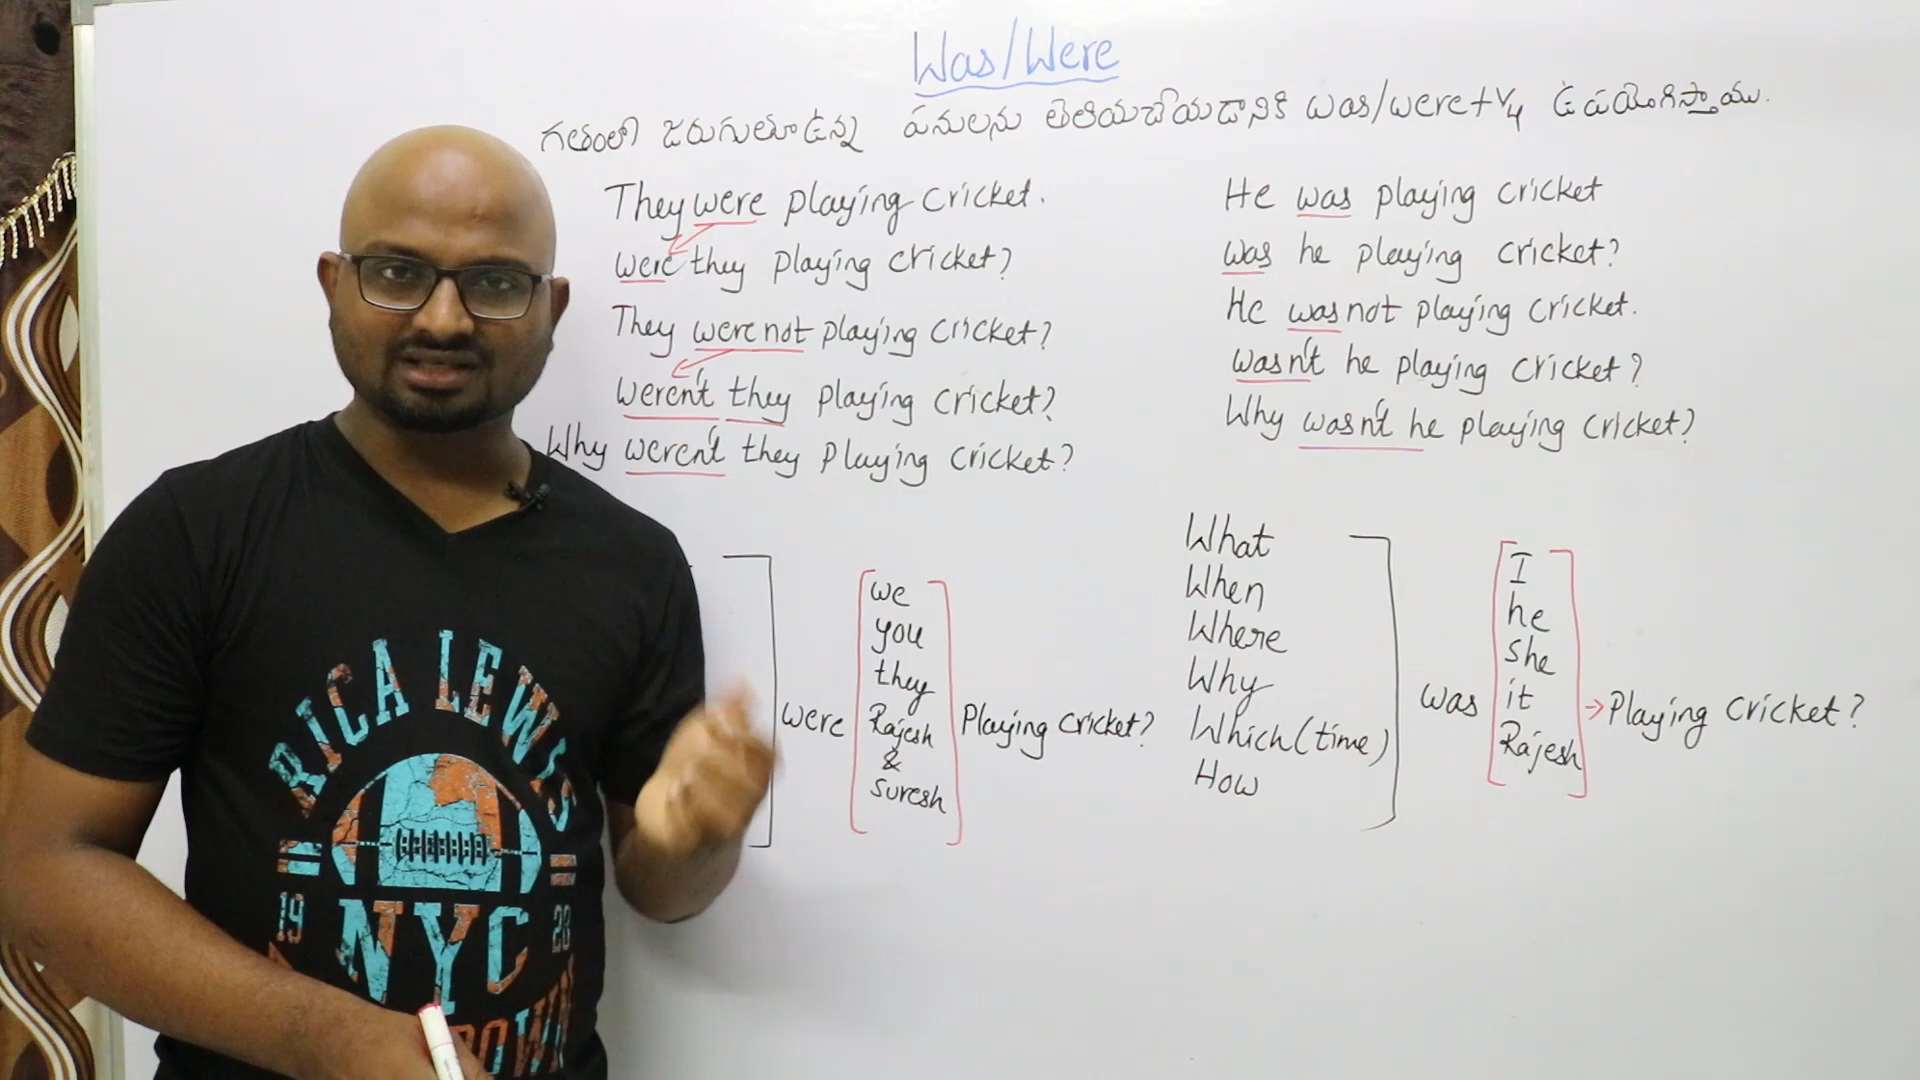 Was/Were
గతంలో జరుగుతూఉన్న పనులను తెలియచేయడానికి was/were+V4 ఉపయోగిస్తాము.
They were playing cricket.
were they playing cricket?
They were not playing cricket?
weren't they playing cricket?
Why weren't they playing cricket?
He was playing cricket
was he playing cricket?
He was not playing cricket.
wasn't he playing cricket?
Why wasn't he playing cricket?
were
we
you
they
Rajesh
&
suresh
Playing cricket?
What
When
Where
Why
Which (time)
How
was
I
he
she
it
Rajesh
Playing cricket?
RICA LEWIS
19 28
NYC